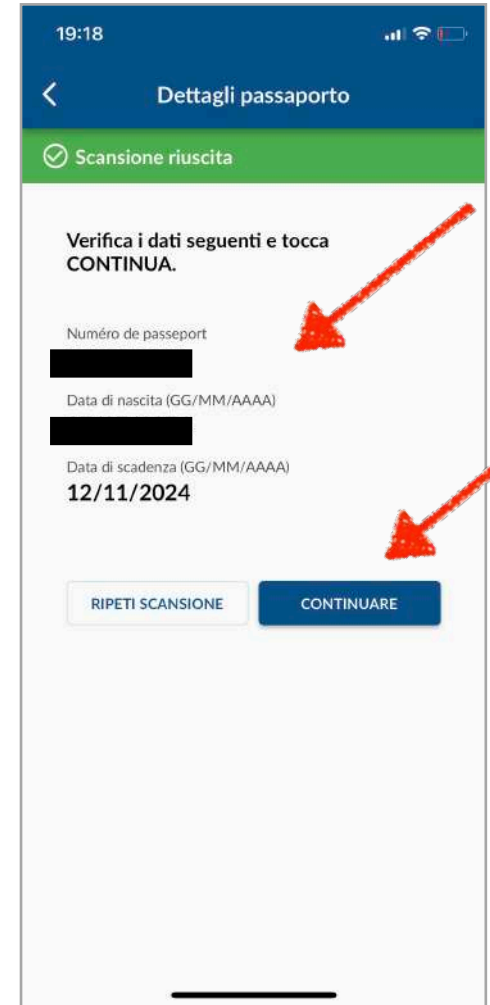 19:18
Dettagli passaporto
Scansione riuscita
Verifica i dati seguenti e tocca
CONTINUA.
Numéro de passeport
Data di nascita (GG/MM/AAAA)
Data di scadenza (GG/MM/AAAA)
12/11/2024
RIPETI SCANSIONE
CONTINUARE